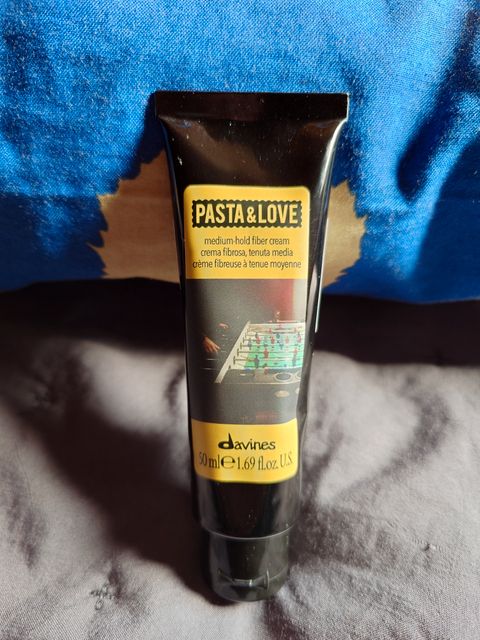 PASTA & LOVE
medium-hold fiber cream
crema fibrosa, tenuta media
crème fibreuse à tenue moyenne
davines
50 ml ℮ 1.69 fl.oz. U.S.